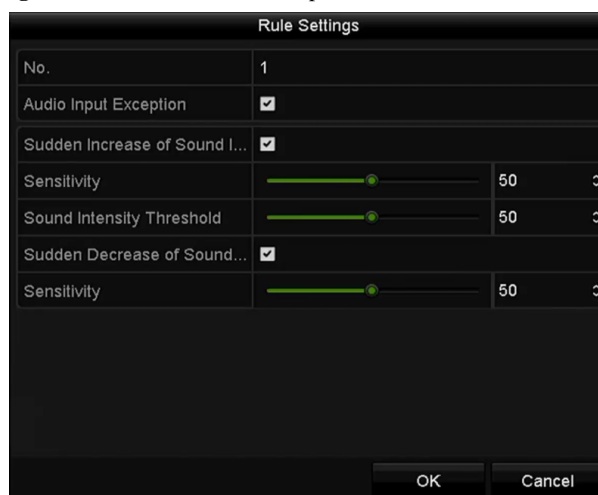 Rule Settings
No. 1
Audio Input Exception
Sudden Increase of Sound I...
Sensitivity 50
Sound Intensity Threshold 50
Sudden Decrease of Sound...
Sensitivity 50
OK Cancel